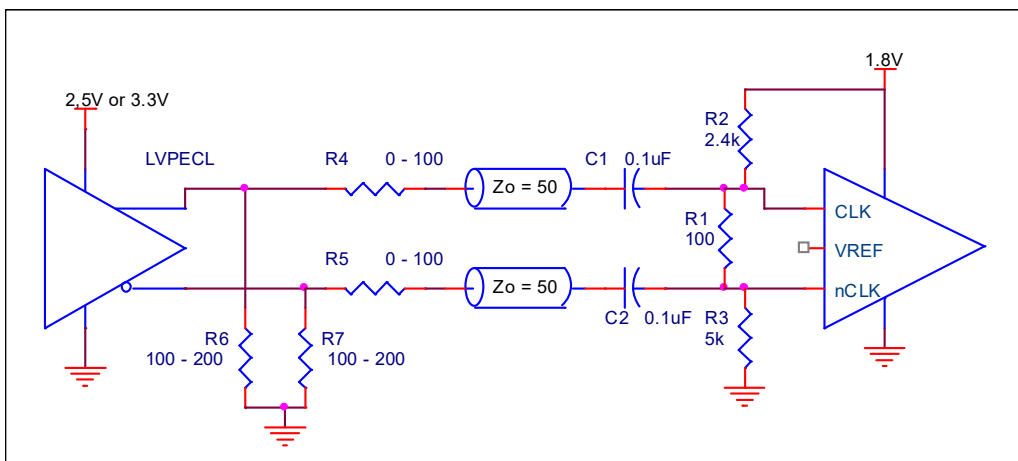 1.8V
2.5V or 3.3V
R2
2.4k
LVPECL
R4 0 - 100
C1 0.1uF
Zo = 50
CLK
R1
100
VREF
R5 0 - 100
Zo = 50
nCLK
C2 0.1uF
R3
5k
R6
100 - 200
R7
100 - 200